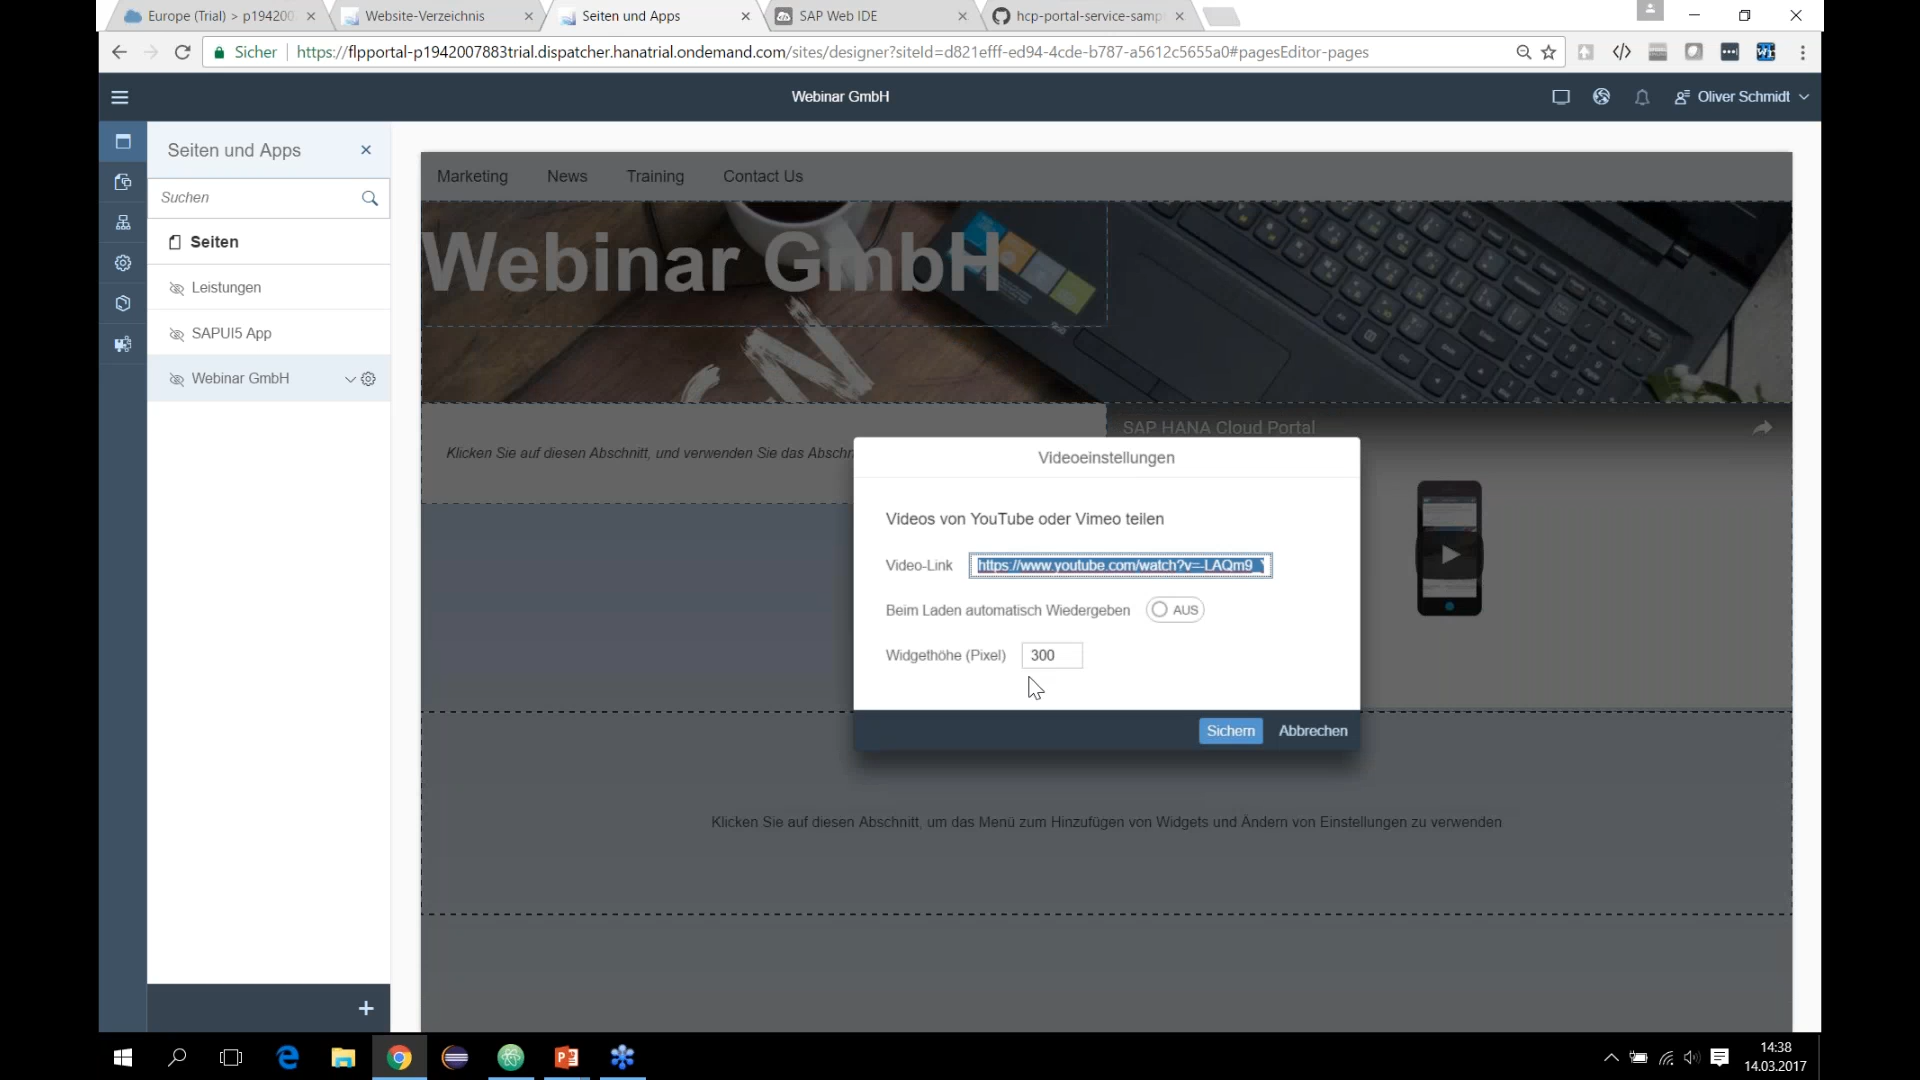 Europe (Trial) > p194200
Website-Verzeichnis
Seiten und Apps
SAP Web IDE
hcp-portal-service-samp
Sicher
https://flpportal-p1942007883trial.dispatcher.hanatrial.ondemand.com/sites/designer?siteId=d821efff-ed94-4cde-b787-a5612c5655a0#pagesEditor-pages
Webinar GmbH
Oliver Schmidt
Seiten und Apps
Suchen
Seiten
Leistungen
SAPUI5 App
Webinar GmbH
Marketing News Training Contact Us
Webinar GmbH
SAP HANA Cloud Portal
Klicken Sie auf diesen Abschnitt, und verwenden Sie das
Videoeinstellungen
Videos von YouTube oder Vimeo teilen
Video-Link https://www.youtube.com/watch?v=-LAQm9_
Beim Laden automatisch Wiedergeben AUS
Widgethöhe (Pixel) 300
Sichern Abbrechen
Klicken Sie auf diesen Abschnitt, um das Menü zum Hinzufügen von Widgets und Ändern von Einstellungen zu verwenden
14:38
14.03.2017